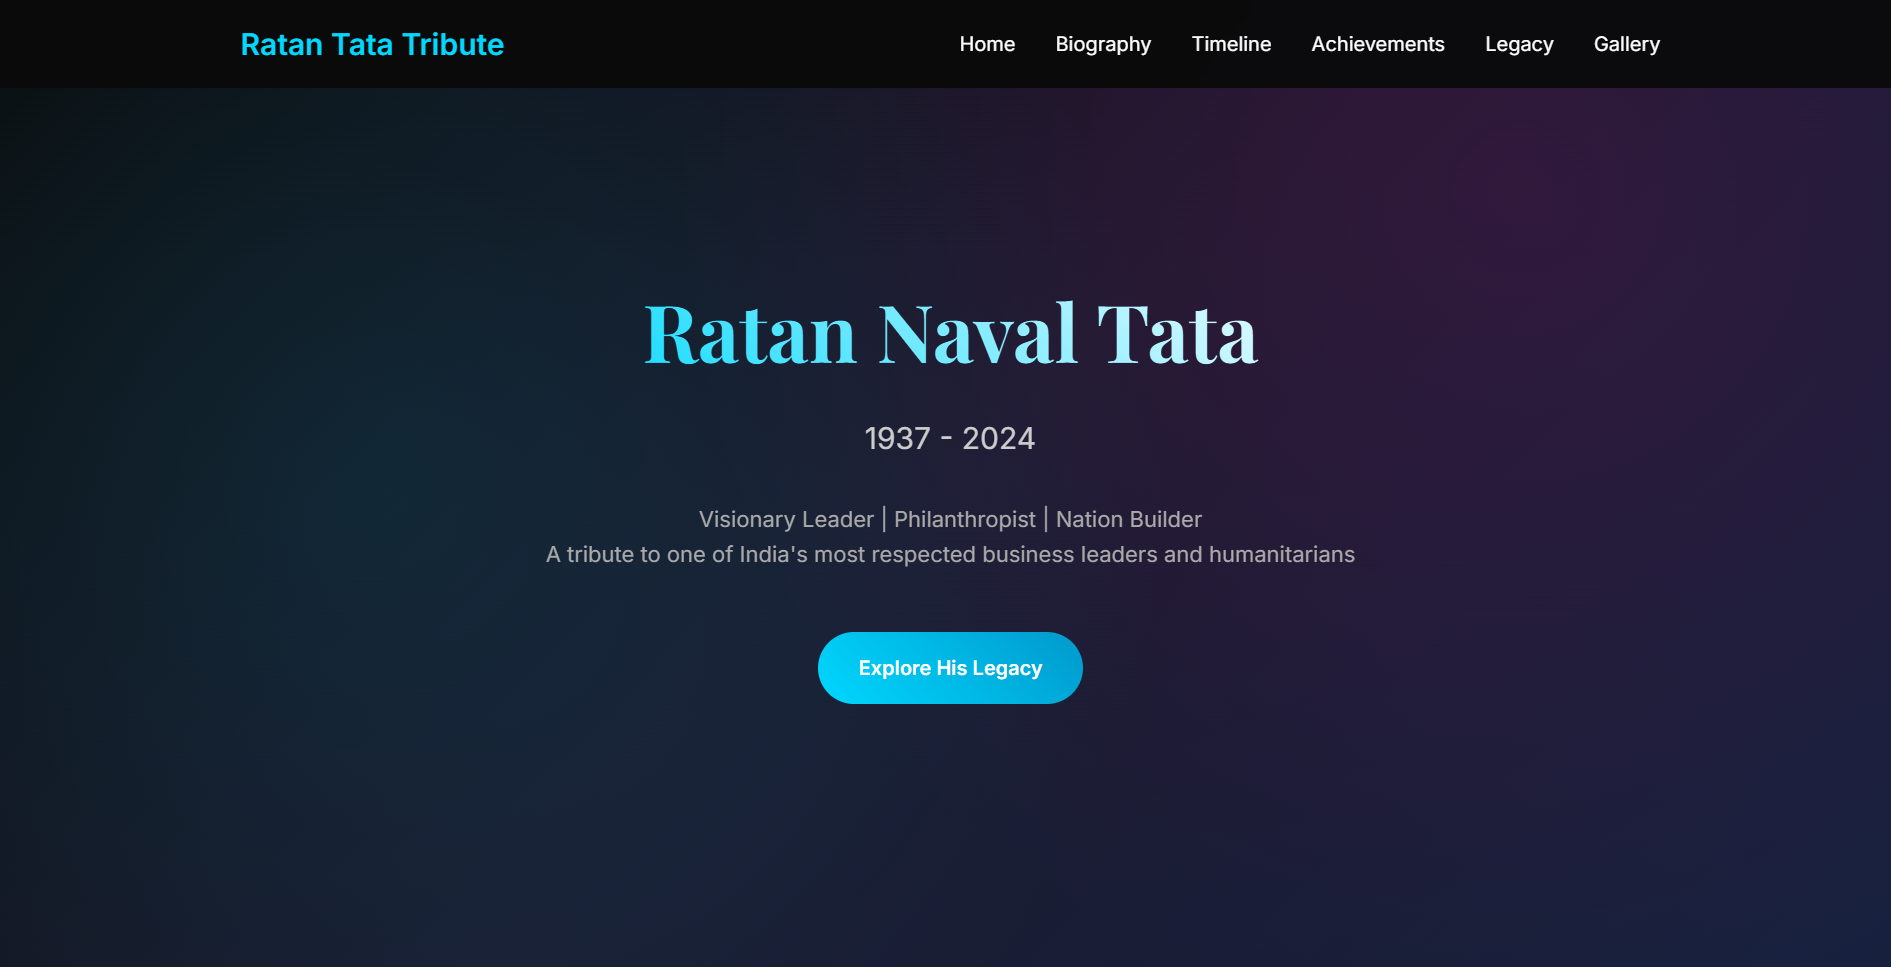 Ratan Tata Tribute
Home Biography Timeline Achievements Legacy Gallery
Ratan Naval Tata
1937 - 2024
Visionary Leader | Philanthropist | Nation Builder
A tribute to one of India's most respected business leaders and humanitarians
Explore His Legacy